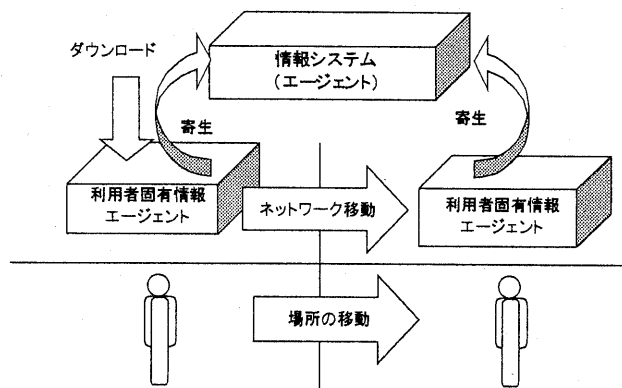 ダウンロード
情報システム
(エージェント)
寄生
寄生
利用者固有情報
エージェント
ネットワーク移動
利用者固有情報
エージェント
場所の移動